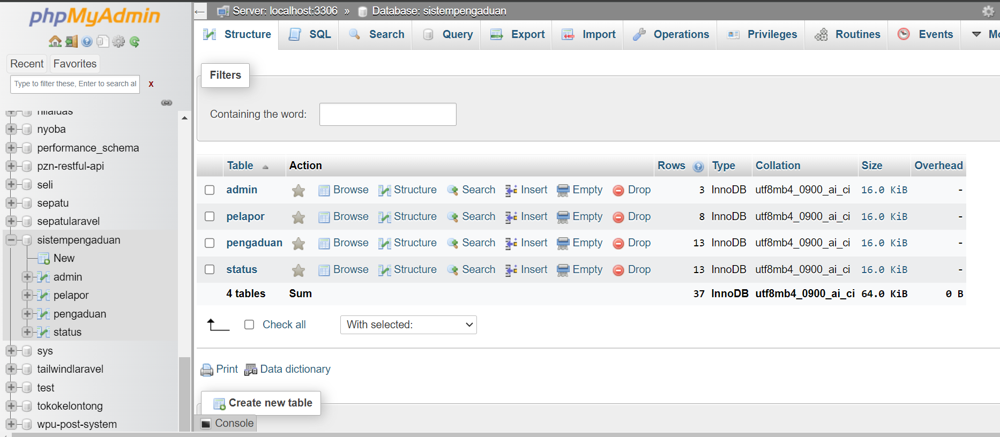 phpMyAdmin
Recent Favorites
Type to filter these, Enter to search al X
nilaiuas
nyoba
performance_schema
pzn-restful-api
seli
sepatu
sepatularavel
sistempengaduan
New
admin
pelapor
pengaduan
status
sys
tailwindlaravel
test
tokokelontong
wpu-post-system
Server: localhost:3306 » Database: sistempengaduan
Structure SQL Search Query Export Import Operations Privileges Routines Events Mo
Filters
Containing the word:
Table Action Rows Type Collation Size Overhead
admin Browse Structure Search Insert Empty Drop 3 InnoDB utf8mb4_0900_ai_ci 16.0 KiB -
pelapor Browse Structure Search Insert Empty Drop 8 InnoDB utf8mb4_0900_ai_ci 16.0 KiB -
pengaduan Browse Structure Search Insert Empty Drop 13 InnoDB utf8mb4_0900_ai_ci 16.0 KiB -
status Browse Structure Search Insert Empty Drop 13 InnoDB utf8mb4_0900_ai_ci 16.0 KiB -
4 tables Sum 37 InnoDB utf8mb4_0900_ai_ci 64.0 KiB 0 B
Check all With selected:
Print Data dictionary
Create new table
Console